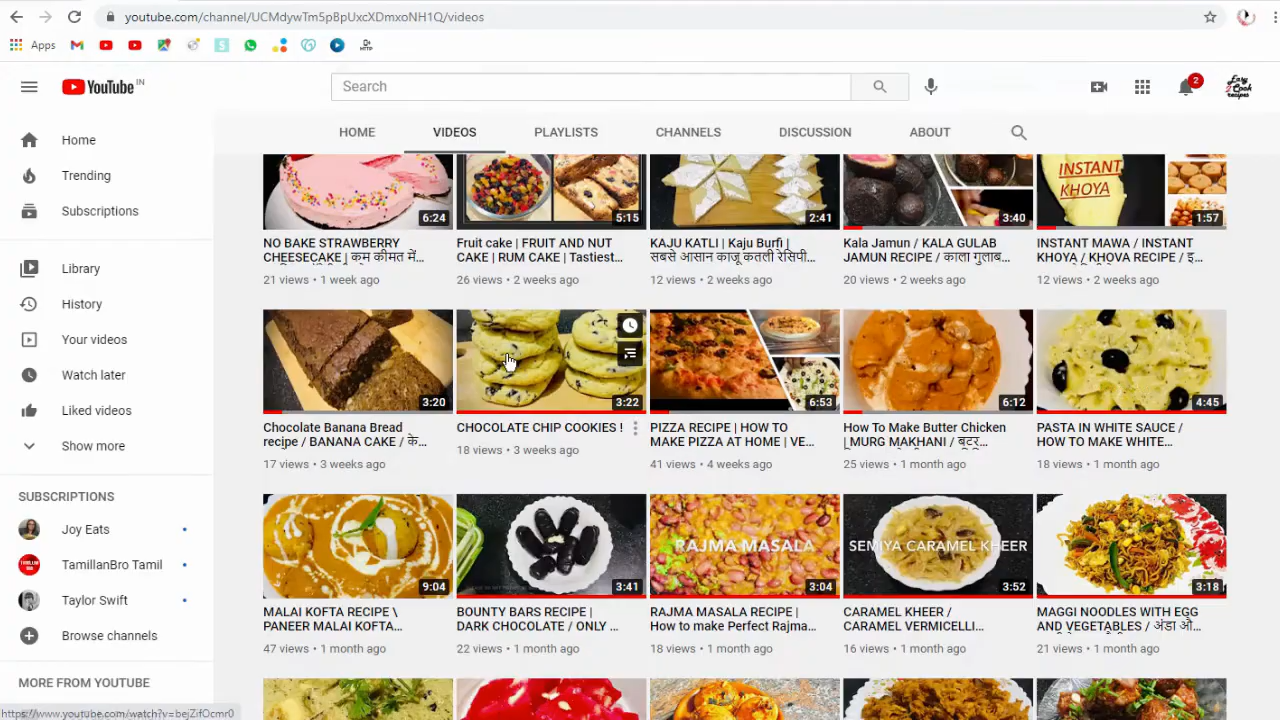 youtube.com/channel/UCMdywTm5pBpUxcXDmxoNH1Q/videos
Apps
YouTube IN
Search
2
Easy 2 Cook recipes
HOME VIDEOS PLAYLISTS CHANNELS DISCUSSION ABOUT
Home
Trending
Subscriptions
Library
History
Your videos
Watch later
Liked videos
Show more
SUBSCRIPTIONS
Joy Eats
TamillanBro Tamil
Taylor Swift
Browse channels
MORE FROM YOUTUBE
6:24
NO BAKE STRAWBERRY
CHEESECAKE | कम कीमत में...
21 views • 1 week ago
5:15
Fruit cake | FRUIT AND NUT
CAKE | RUM CAKE | Tastiest...
26 views • 2 weeks ago
2:41
KAJU KATLI | Kaju Burfi |
सबसे आसान काजू कतली रेसिपी...
12 views • 2 weeks ago
3:40
Kala Jamun / KALA GULAB
JAMUN RECIPE / काला गुलाब...
20 views • 2 weeks ago
INSTANT
KHOYA
1:57
INSTANT MAWA / INSTANT
KHOYA / KHOVA RECIPE / इ...
12 views • 2 weeks ago
3:20
Chocolate Banana Bread
recipe / BANANA CAKE / के...
17 views • 3 weeks ago
3:22
CHOCOLATE CHIP COOKIES !
18 views • 3 weeks ago
6:53
PIZZA RECIPE | HOW TO
MAKE PIZZA AT HOME | VE...
41 views • 4 weeks ago
6:12
How To Make Butter Chicken
| MURG MAKHANI / बटर...
25 views • 1 month ago
4:45
PASTA IN WHITE SAUCE /
HOW TO MAKE WHITE...
18 views • 1 month ago
9:04
MALAI KOFTA RECIPE \
PANEER MALAI KOFTA...
47 views • 1 month ago
3:41
BOUNTY BARS RECIPE |
DARK CHOCOLATE / ONLY ...
22 views • 1 month ago
RAJMA MASALA
3:04
RAJMA MASALA RECIPE |
How to make Perfect Rajma...
18 views • 1 month ago
SEMIYA CARAMEL KHEER
3:52
CARAMEL KHEER /
CARAMEL VERMICELLI...
16 views • 1 month ago
3:18
MAGGI NOODLES WITH EGG
AND VEGETABLES / अंडा औ...
21 views • 1 month ago
https://www.youtube.com/watch?v=bejZifOcmr0